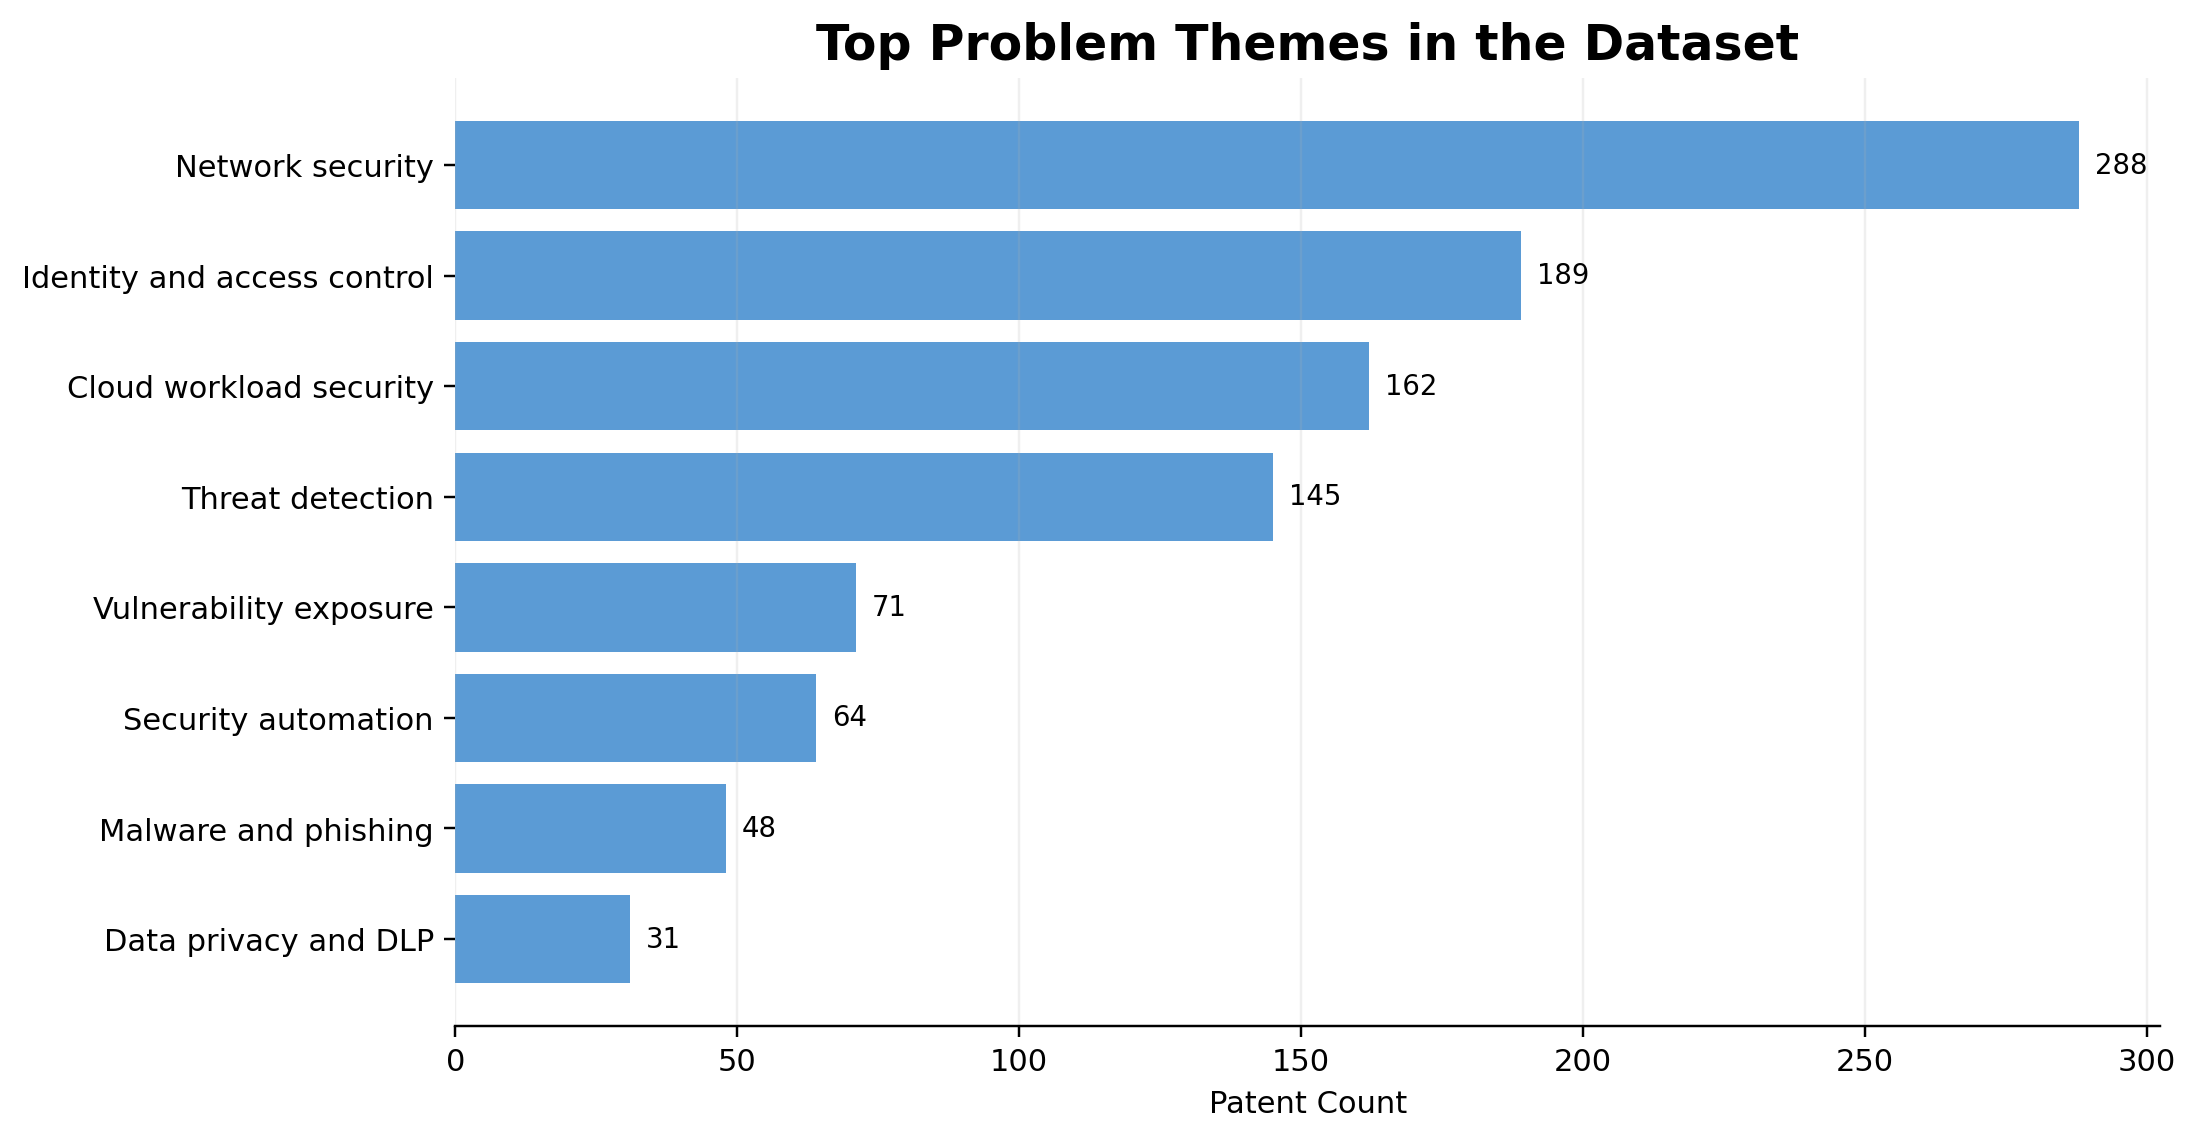 Top Problem Themes in the Dataset
Network security
288
Identity and access control
189
Cloud workload security
162
Threat detection
145
Vulnerability exposure
71
Security automation
64
Malware and phishing
48
Data privacy and DLP
31
0 50 100 150 200 250 300
Patent Count